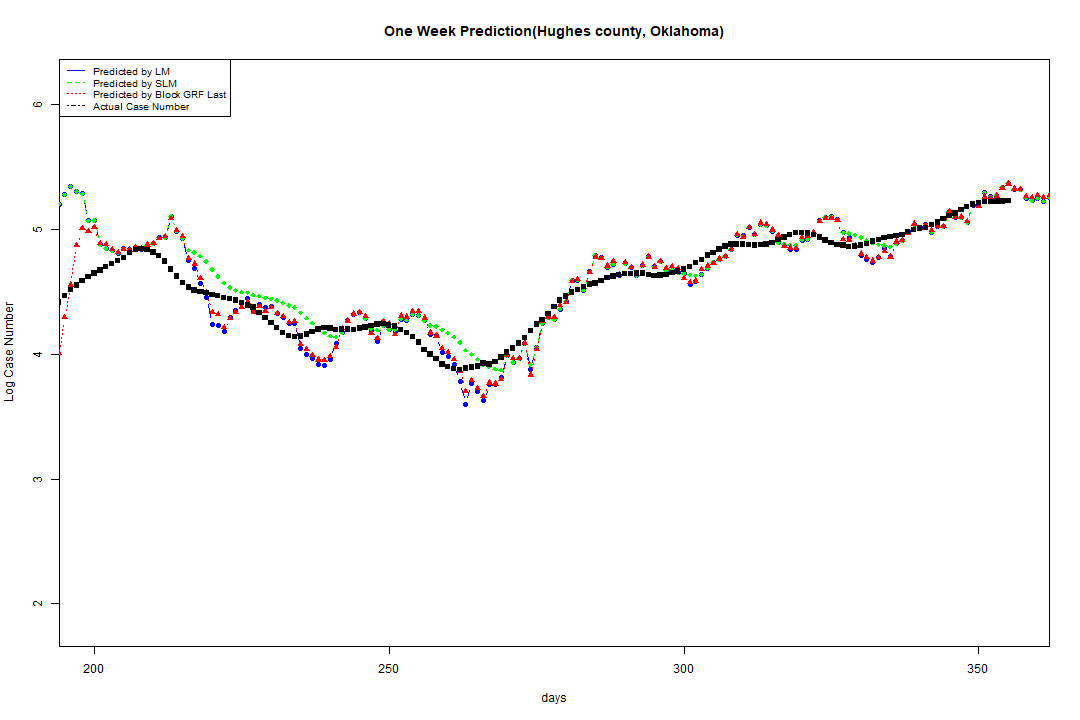 One Week Prediction(Hughes county, Oklahoma)
Predicted by LM
Predicted by SLM
Predicted by Block GRF Last
Actual Case Number
Log Case Number
6
5
4
3
2
200 250 300 350
days